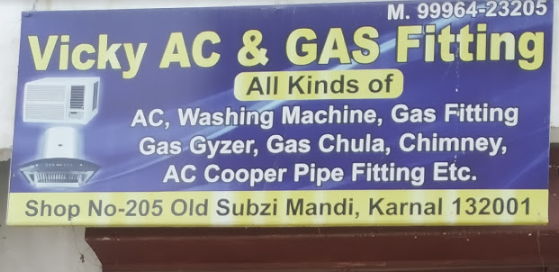 M. 99964-23205
Vicky AC & GAS Fitting
All Kinds of
AC, Washing Machine, Gas Fitting
Gas Gyzer, Gas Chula, Chimney,
AC Cooper Pipe Fitting Etc.
Shop No-205 Old Subzi Mandi, Karnal 132001